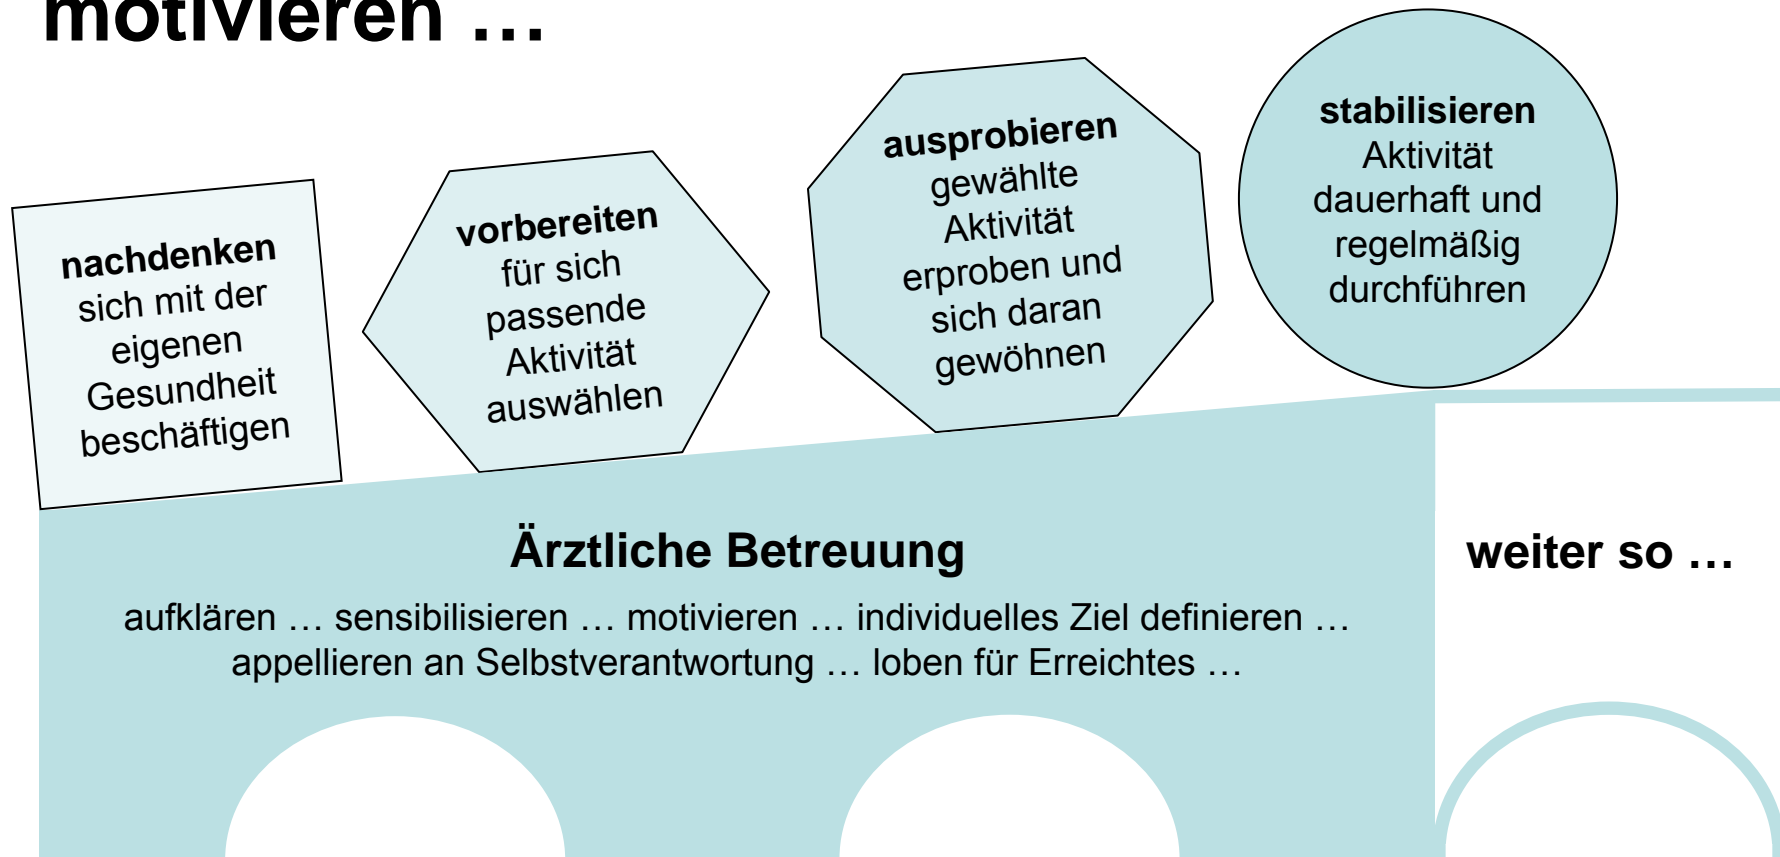 motivieren …
nachdenken
sich mit der
eigenen
Gesundheit
beschäftigen
vorbereiten
für sich
passende
Aktivität
auswählen
ausprobieren
gewählte
Aktivität
erproben und
sich daran
gewöhnen
stabilisieren
Aktivität
dauerhaft und
regelmäßig
durchführen
Ärztliche Betreuung
aufklären … sensibilisieren … motivieren … individuelles Ziel definieren …
appellieren an Selbstverantwortung … loben für Erreichtes …
weiter so …